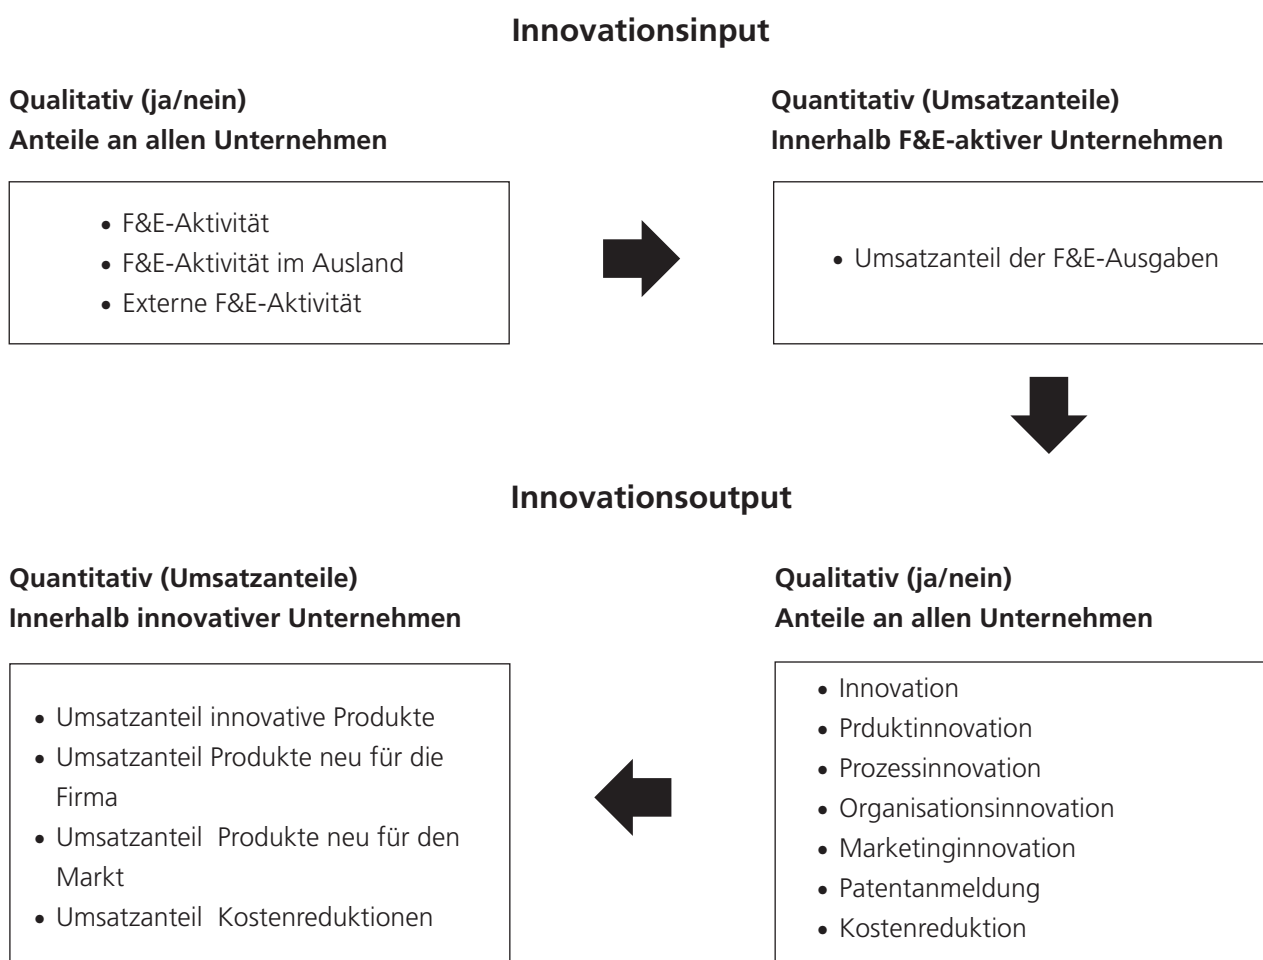 Innovationsinput
Qualitativ (ja/nein)
Anteile an allen Unternehmen
• F&E-Aktivität
• F&E-Aktivität im Ausland
• Externe F&E-Aktivität
Quantitativ (Umsatzanteile)
Innerhalb F&E-aktiver Unternehmen
• Umsatzanteil der F&E-Ausgaben
Innovationsoutput
Quantitativ (Umsatzanteile)
Innerhalb innovativer Unternehmen
• Umsatzanteil innovative Produkte
• Umsatzanteil Produkte neu für die
Firma
• Umsatzanteil Produkte neu für den
Markt
• Umsatzanteil Kostenreduktionen
Qualitativ (ja/nein)
Anteile an allen Unternehmen
• Innovation
• Prduktinnovation
• Prozessinnovation
• Organisationsinnovation
• Marketinginnovation
• Patentanmeldung
• Kostenreduktion